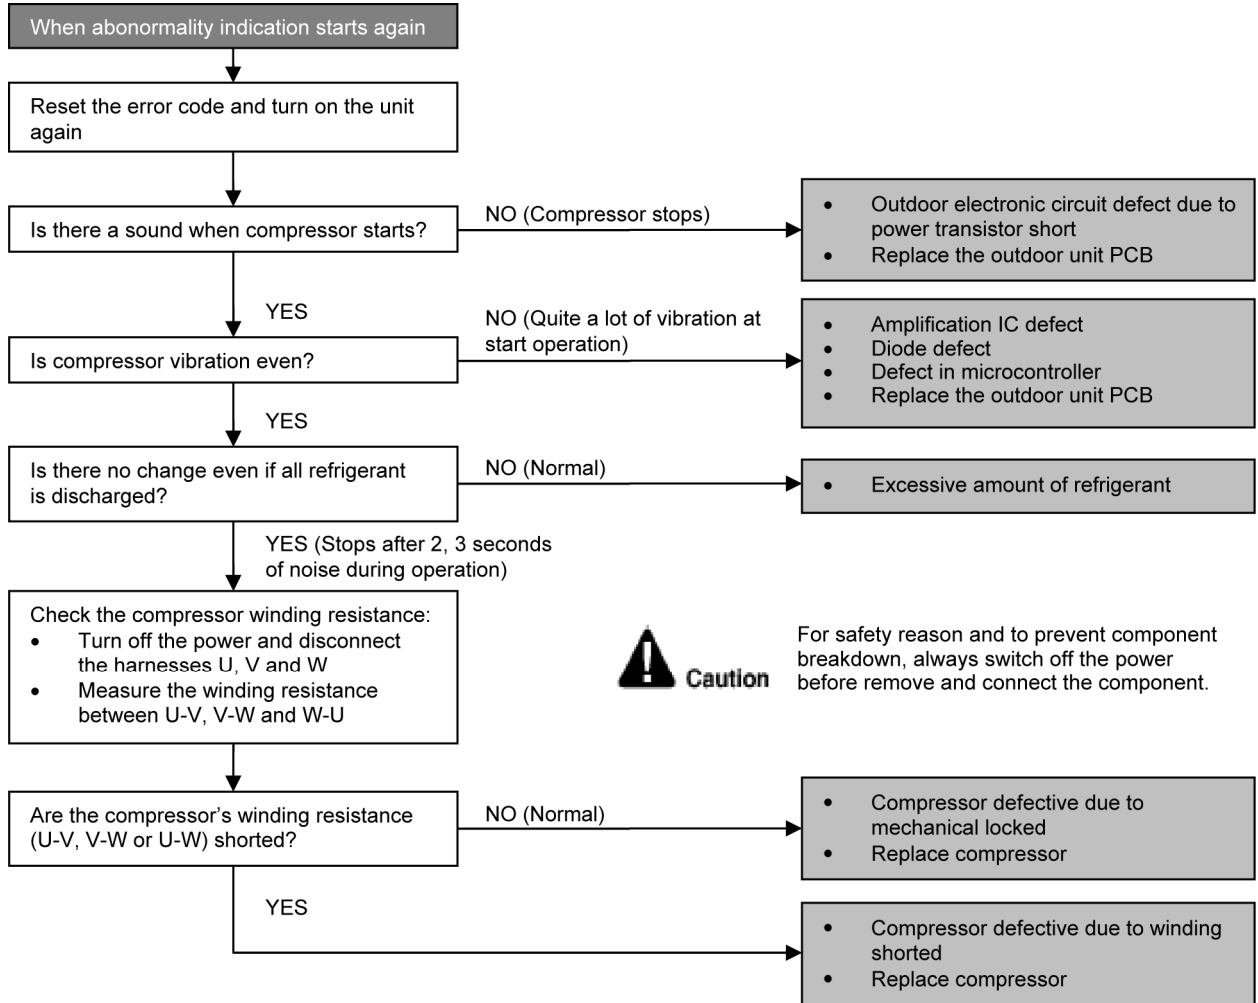 When abonormality indication starts again
Reset the error code and turn on the unit
again
Is there a sound when compressor starts?
NO (Compressor stops)
• Outdoor electronic circuit defect due to
power transistor short
• Replace the outdoor unit PCB
YES
Is compressor vibration even?
NO (Quite a lot of vibration at
start operation)
• Amplification IC defect
• Diode defect
• Defect in microcontroller
• Replace the outdoor unit PCB
YES
Is there no change even if all refrigerant
is discharged?
NO (Normal)
• Excessive amount of refrigerant
YES (Stops after 2, 3 seconds
of noise during operation)
Check the compressor winding resistance:
• Turn off the power and disconnect
the harnesses U, V and W
• Measure the winding resistance
between U-V, V-W and W-U
Caution
For safety reason and to prevent component
breakdown, always switch off the power
before remove and connect the component.
Are the compressor’s winding resistance
(U-V, V-W or U-W) shorted?
NO (Normal)
• Compressor defective due to
mechanical locked
• Replace compressor
YES
• Compressor defective due to winding
shorted
• Replace compressor